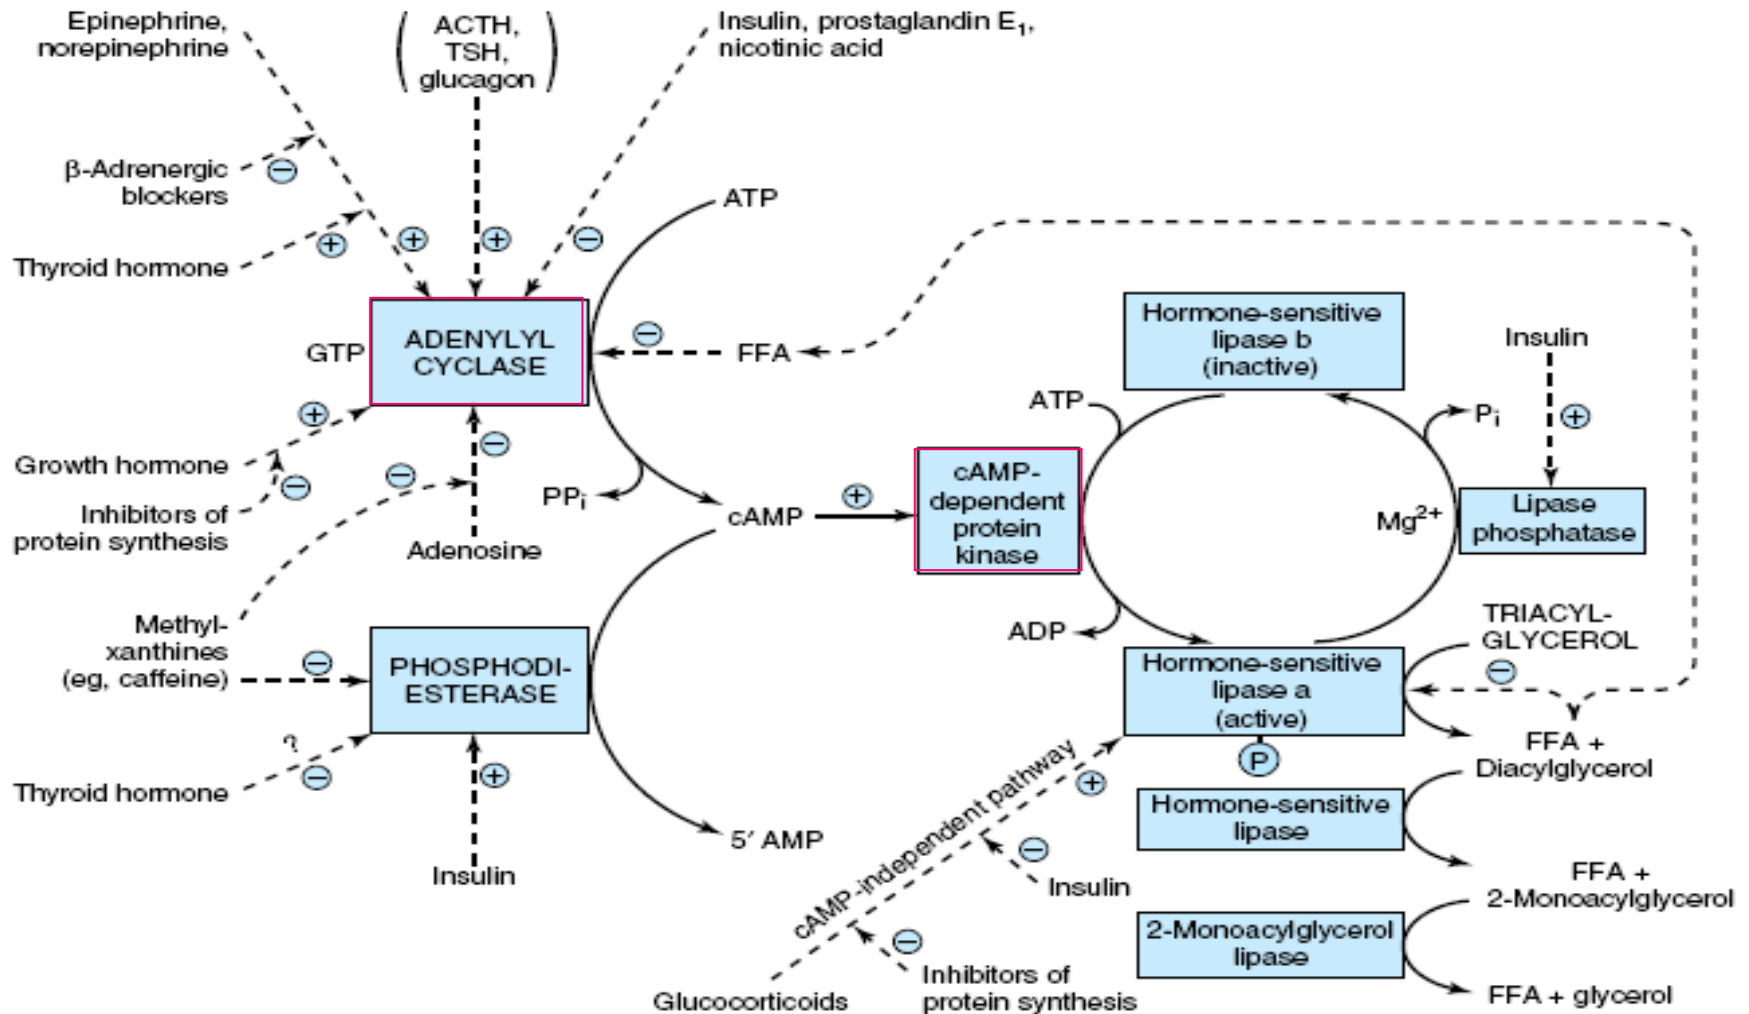 Epinephrine,
norepinephrine
ACTH,
TSH,
glucagon
Insulin, prostaglandin E1,
nicotinic acid
β-Adrenergic
blockers
−
Thyroid hormone
+
+
+
−
ATP
GTP
ADENYLYL
CYCLASE
−
FFA
Hormone-sensitive
lipase b
(inactive)
Insulin
+
ATP
Pi
Growth hormone
+
−
Inhibitors of
protein synthesis
−
−
Adenosine
PPi
cAMP
+
cAMP-
dependent
protein
kinase
Mg2+
Lipase
phosphatase
Methyl-
xanthines
(eg, caffeine)
−
PHOSPHODI-
ESTERASE
ADP
Hormone-sensitive
lipase a
(active)
P
TRIACYL-
GLYCEROL
−
FFA +
Diacylglycerol
?
−
Thyroid hormone
+
Insulin
5′ AMP
cAMP-independent pathway
+
Hormone-sensitive
lipase
−
Insulin
FFA +
2-Monoacylglycerol
−
Inhibitors of
protein synthesis
Glucocorticoids
2-Monoacylglycerol
lipase
FFA + glycerol